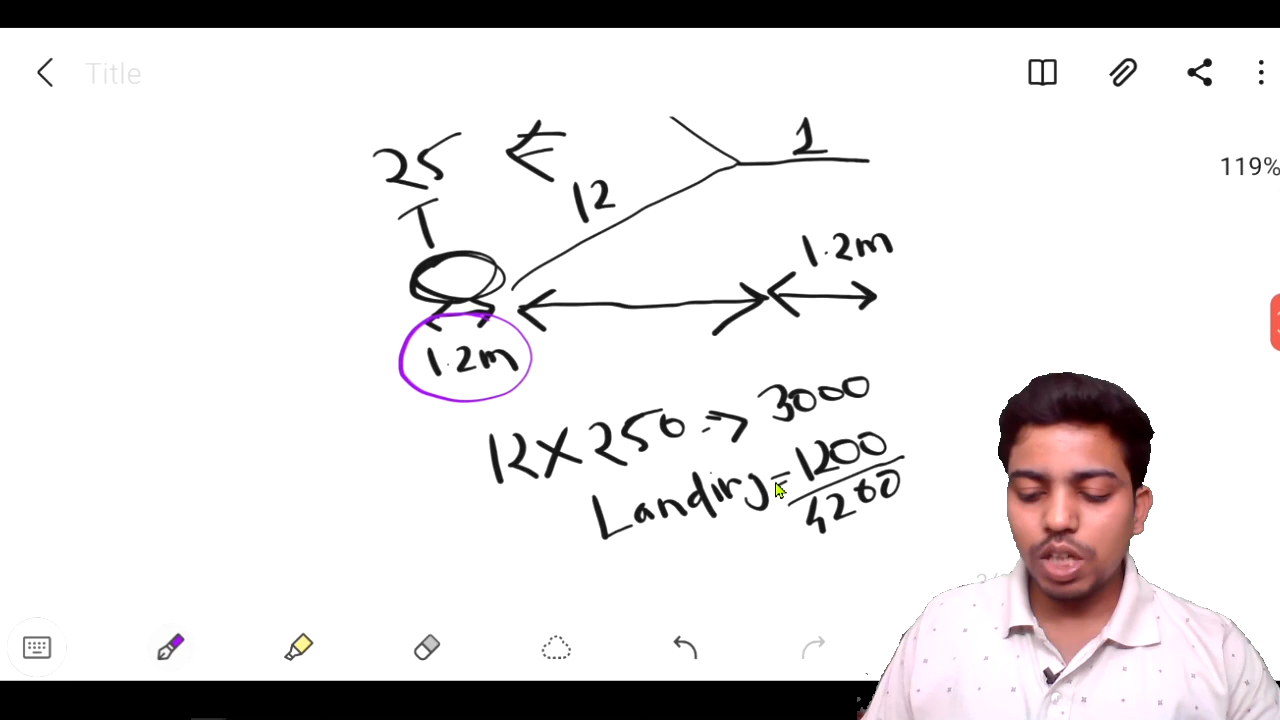 Title
119%
25
1
12
T
1.2m
1.2m
12 X 250 => 3000
Landing = 1200
4200